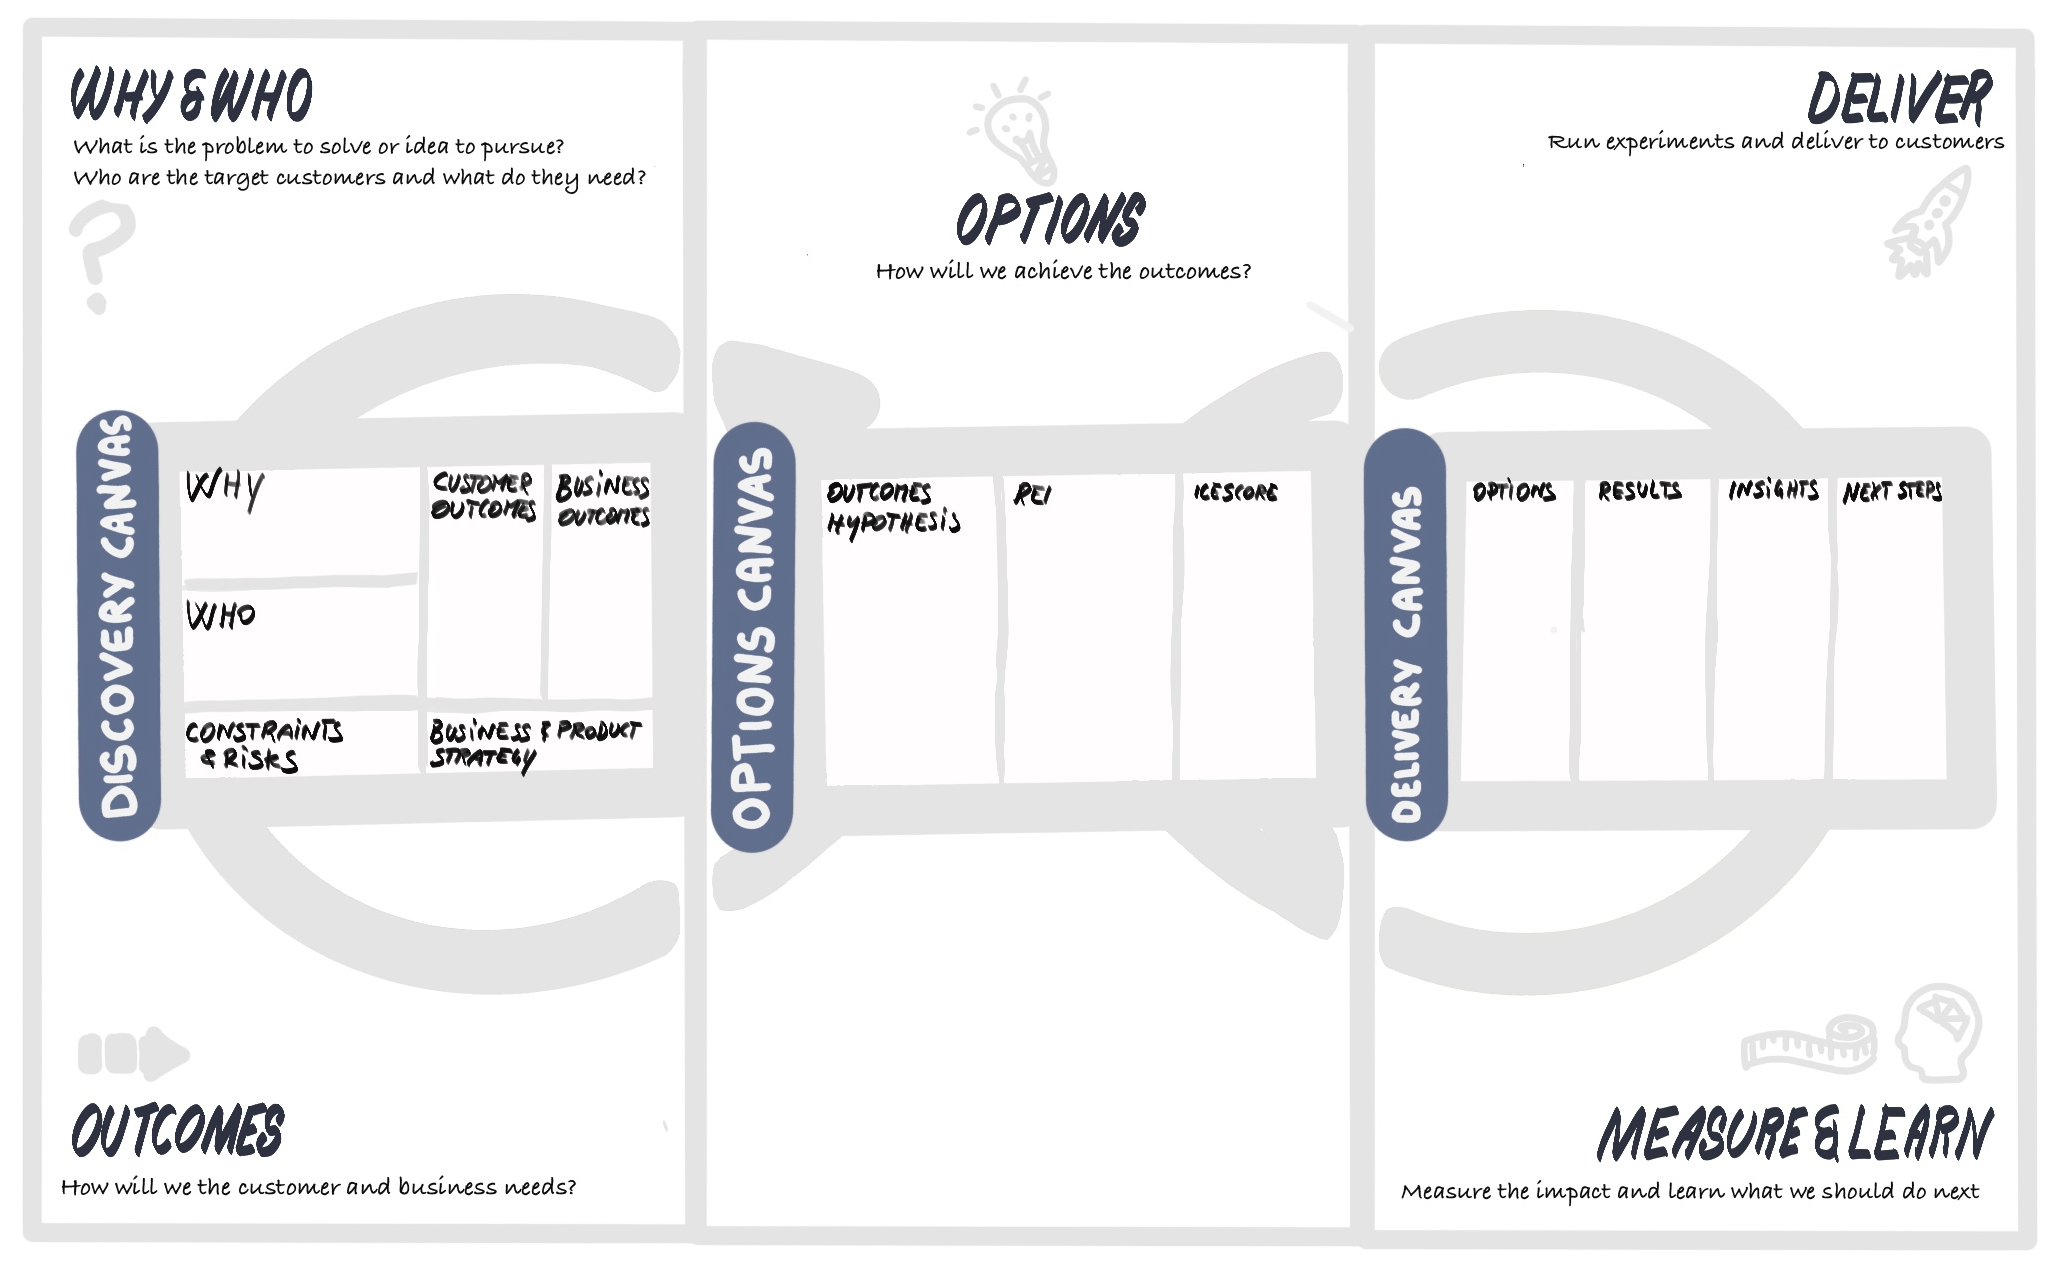 WHY & WHO
What is the problem to solve or idea to pursue?
Who are the target customers and what do they need?
DISCOVERY CANVAS
WHY
WHO
CUSTOMER
OUTCOMES
BUSINESS
OUTCOMES
CONSTRAINTS
& RISKS
BUSINESS & PRODUCT
STRATEGY
OUTCOMES
How will we the customer and business needs?
OPTIONS
How will we achieve the outcomes?
OPTIONS CANVAS
OUTCOMES
HYPOTHESIS
REI
ICESCORE
DELIVER
Run experiments and deliver to customers
DELIVERY CANVAS
OPTIONS
RESULTS
INSIGHTS
NEXT STEPS
MEASURE & LEARN
Measure the impact and learn what we should do next